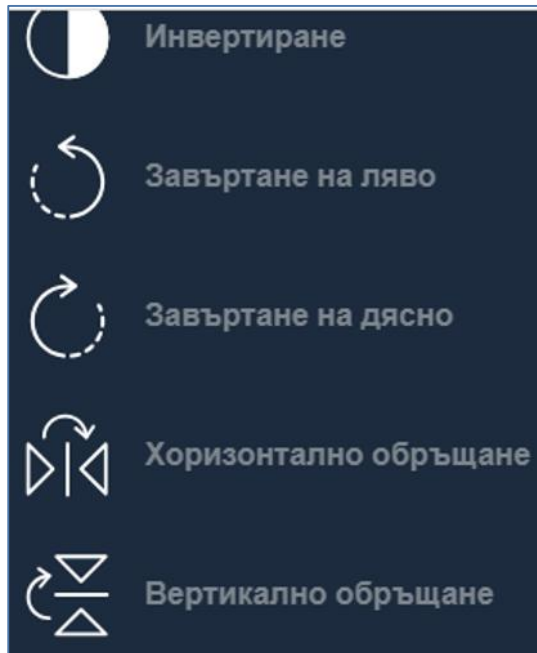 Инвертиране
Завъртане на ляво
Завъртане на дясно
Хоризонтално обръщане
Вертикално обръщане